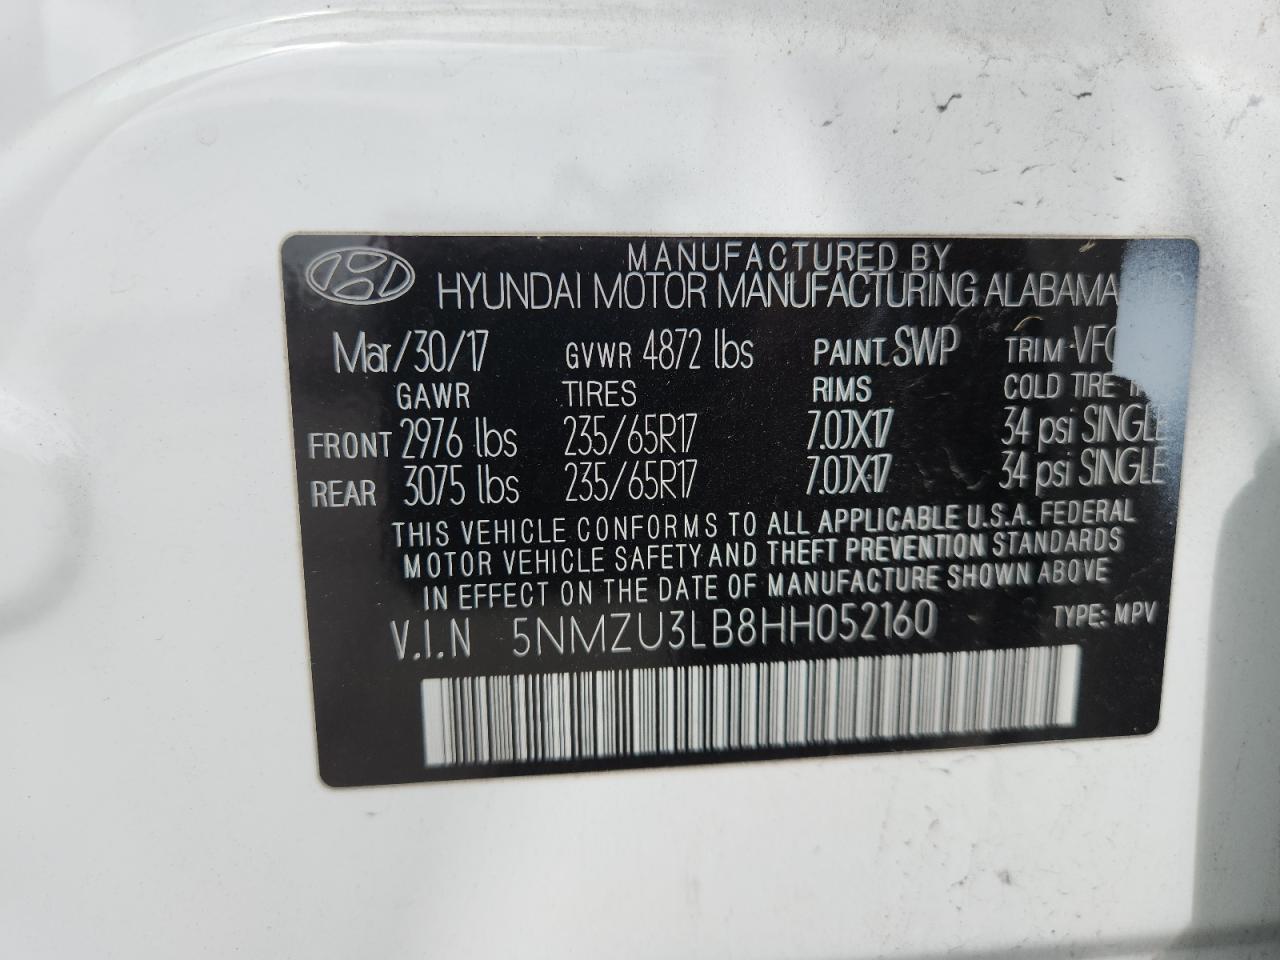 MANUFACTURED BY
HYUNDAI MOTOR MANUFACTURING ALABAMA
Mar/30/17 GVWR 4872 lbs PAINT SWP TRIM
GAWR TIRES RIMS COLD TIRE
FRONT 2976 lbs 235/65R17 7.0JX17 34 psi SINGLE
REAR 3075 lbs 235/65R17 7.0JX17 34 psi SINGLE
THIS VEHICLE CONFORMS TO ALL APPLICABLE U.S.A. FEDERAL
MOTOR VEHICLE SAFETY AND THEFT PREVENTION STANDARDS
IN EFFECT ON THE DATE OF MANUFACTURE SHOWN ABOVE
V.I.N 5NMZU3LB8HH052160 TYPE: MPV